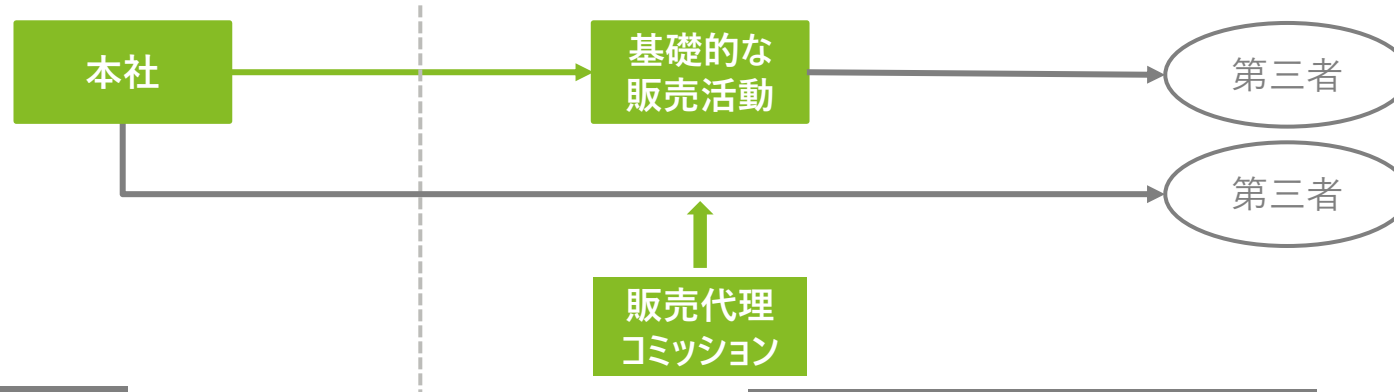 本社
基礎的な
販売活動
第三者
第三者
販売代理
コミッション